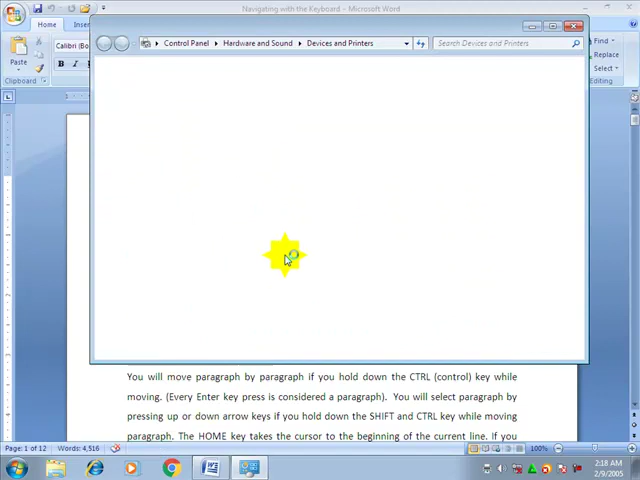 Navigating with the Keyboard – Microsoft Word
Home
Inser
Paste
Clipboard
Calibri (Bo
B
I
Find
Replace
Select
Editing
Control Panel
Hardware and Sound
Devices and Printers
Search Devices and Printers
You will move paragraph by paragraph if you hold down the CTRL (control) key while
moving. (Every Enter key press is considered a paragraph). You will select paragraph by
pressing up or down arrow keys if you hold down the SHIFT and CTRL key while moving
paragraph. The HOME key takes the cursor to the beginning of the current line. If you
Page: 1 of 12
Words: 4,516
100%
2:18 AM
2/9/2005